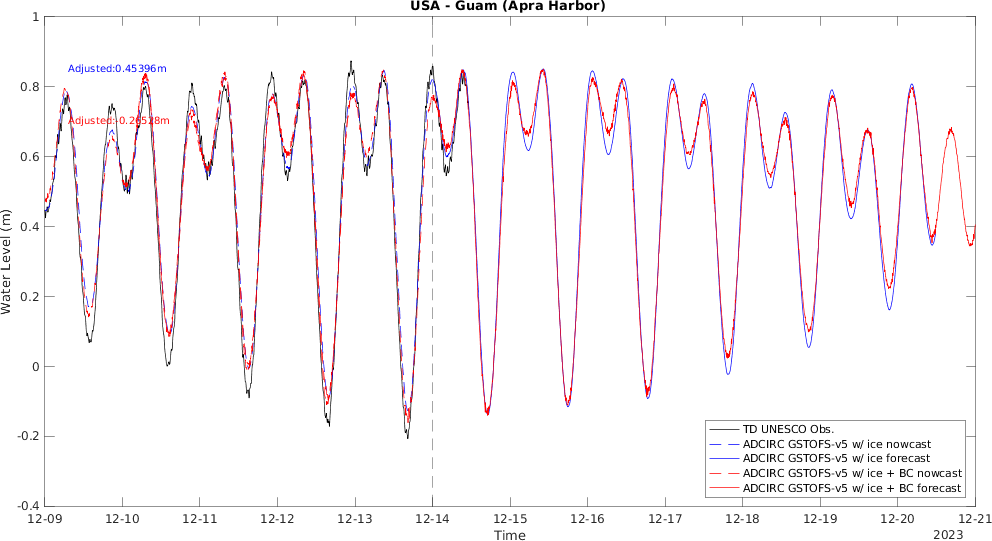 USA - Guam (Apra Harbor)
1
Adjusted:0.45396m
0.8
Adjusted:-0.26528m
0.6
0.4
0.2
0
-0.2
-0.4
Water Level (m)
TD UNESCO Obs.
ADCIRC GSTOFS-v5 w/ ice nowcast
ADCIRC GSTOFS-v5 w/ ice forecast
ADCIRC GSTOFS-v5 w/ ice + BC nowcast
ADCIRC GSTOFS-v5 w/ ice + BC forecast
12-09 12-10 12-11 12-12 12-13 12-14 12-15 12-16 12-17 12-18 12-19 12-20 12-21
Time
2023